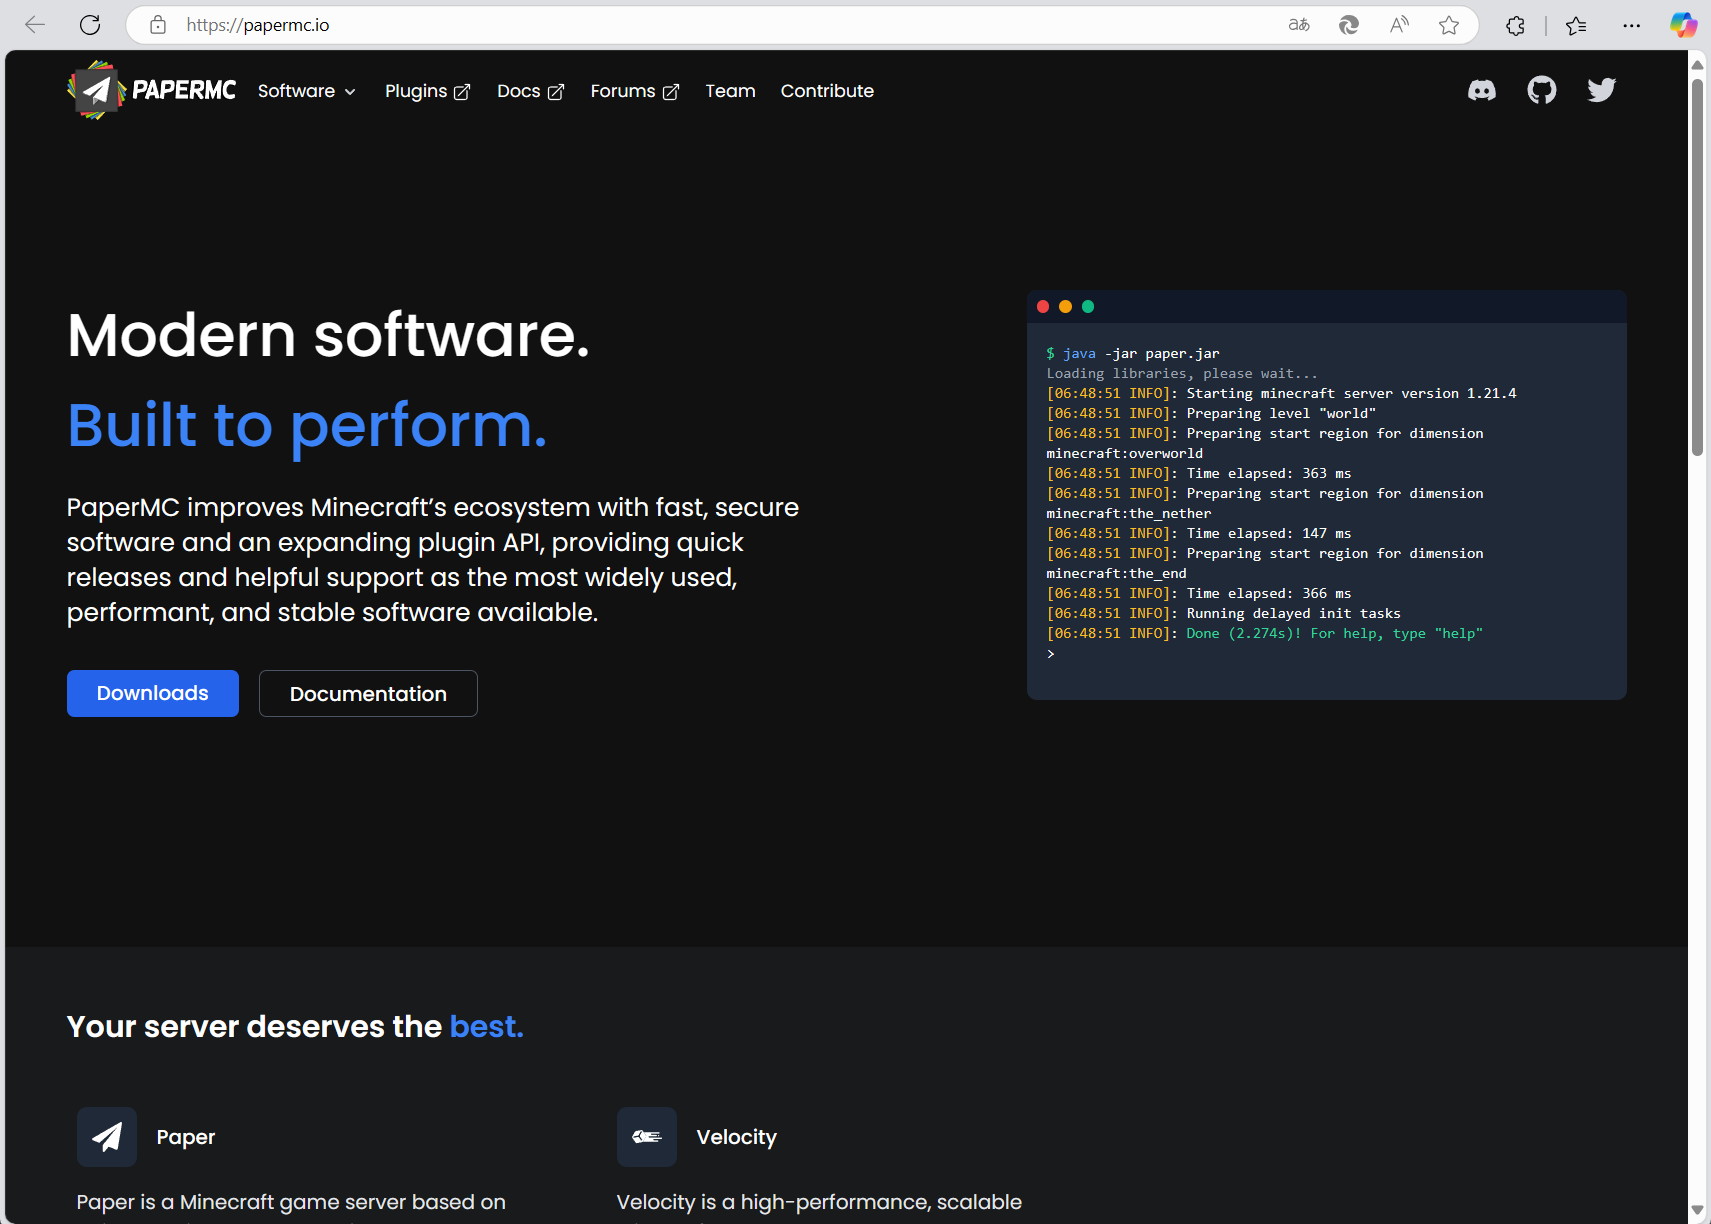 https://papermc.io
PAPERMC
Software
Plugins
Docs
Forums
Team
Contribute
Modern software.
Built to perform.
PaperMC improves Minecraft’s ecosystem with fast, secure
software and an expanding plugin API, providing quick
releases and helpful support as the most widely used,
performant, and stable software available.
Downloads
Documentation
$ java -jar paper.jar
Loading libraries, please wait...
[06:48:51 INFO]: Starting minecraft server version 1.21.4
[06:48:51 INFO]: Preparing level "world"
[06:48:51 INFO]: Preparing start region for dimension
minecraft:overworld
[06:48:51 INFO]: Time elapsed: 363 ms
[06:48:51 INFO]: Preparing start region for dimension
minecraft:the_nether
[06:48:51 INFO]: Time elapsed: 147 ms
[06:48:51 INFO]: Preparing start region for dimension
minecraft:the_end
[06:48:51 INFO]: Time elapsed: 366 ms
[06:48:51 INFO]: Running delayed init tasks
[06:48:51 INFO]: Done (2.274s)! For help, type "help"
>
Your server deserves the best.
Paper
Paper is a Minecraft game server based on
Velocity
Velocity is a high-performance, scalable